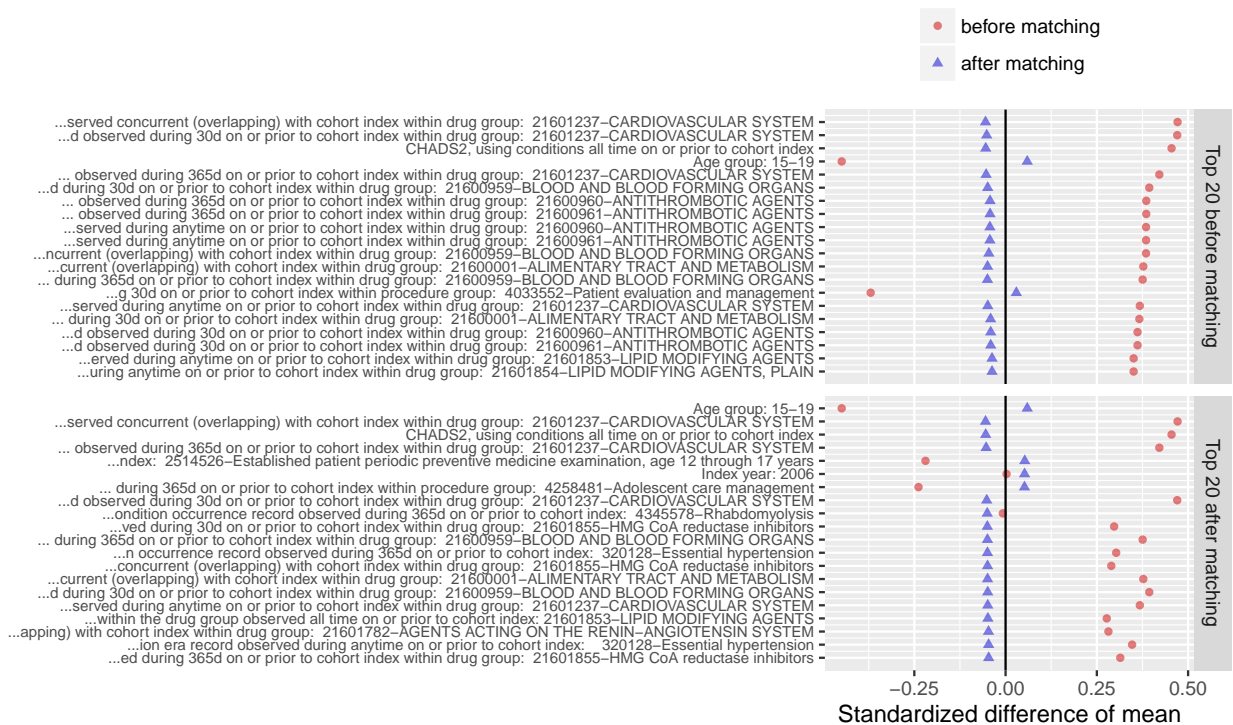 before matching
after matching
...served concurrent (overlapping) with cohort index within drug group:  21601237−CARDIOVASCULAR SYSTEM
...d observed during 30d on or prior to cohort index within drug group:  21601237−CARDIOVASCULAR SYSTEM
CHADS2, using conditions all time on or prior to cohort index
Age group: 15−19
... observed during 365d on or prior to cohort index within drug group:  21601237−CARDIOVASCULAR SYSTEM
...d during 30d on or prior to cohort index within drug group:  21600959−BLOOD AND BLOOD FORMING ORGANS
... observed during 365d on or prior to cohort index within drug group:  21600960−ANTITHROMBOTIC AGENTS
... observed during 365d on or prior to cohort index within drug group:  21600961−ANTITHROMBOTIC AGENTS
...served during anytime on or prior to cohort index within drug group:  21600960−ANTITHROMBOTIC AGENTS
...served during anytime on or prior to cohort index within drug group:  21600961−ANTITHROMBOTIC AGENTS
...ncurrent (overlapping) with cohort index within drug group:  21600959−BLOOD AND BLOOD FORMING ORGANS
...current (overlapping) with cohort index within drug group:  21600001−ALIMENTARY TRACT AND METABOLISM
... during 365d on or prior to cohort index within drug group:  21600959−BLOOD AND BLOOD FORMING ORGANS
...g 30d on or prior to cohort index within procedure group:  4033552−Patient evaluation and management
...served during anytime on or prior to cohort index within drug group:  21601237−CARDIOVASCULAR SYSTEM
... during 30d on or prior to cohort index within drug group:  21600001−ALIMENTARY TRACT AND METABOLISM
...d observed during 30d on or prior to cohort index within drug group:  21600960−ANTITHROMBOTIC AGENTS
...d observed during 30d on or prior to cohort index within drug group:  21600961−ANTITHROMBOTIC AGENTS
...erved during anytime on or prior to cohort index within drug group:  21601853−LIPID MODIFYING AGENTS
...uring anytime on or prior to cohort index within drug group:  21601854−LIPID MODIFYING AGENTS, PLAIN
Top 20 before matching
Age group: 15−19
...served concurrent (overlapping) with cohort index within drug group:  21601237−CARDIOVASCULAR SYSTEM
CHADS2, using conditions all time on or prior to cohort index
... observed during 365d on or prior to cohort index within drug group:  21601237−CARDIOVASCULAR SYSTEM
...ndex:  2514526−Established patient periodic preventive medicine examination, age 12 through 17 years
Index year: 2006
... during 365d on or prior to cohort index within procedure group:  4258481−Adolescent care management
...d observed during 30d on or prior to cohort index within drug group:  21601237−CARDIOVASCULAR SYSTEM
...ondition occurrence record observed during 365d on or prior to cohort index:  4345578−Rhabdomyolysis
...ved during 30d on or prior to cohort index within drug group:  21601855−HMG CoA reductase inhibitors
... during 365d on or prior to cohort index within drug group:  21600959−BLOOD AND BLOOD FORMING ORGANS
...n occurrence record observed during 365d on or prior to cohort index:  320128−Essential hypertension
...concurrent (overlapping) with cohort index within drug group:  21601855−HMG CoA reductase inhibitors
...current (overlapping) with cohort index within drug group:  21600001−ALIMENTARY TRACT AND METABOLISM
...d during 30d on or prior to cohort index within drug group:  21600959−BLOOD AND BLOOD FORMING ORGANS
...served during anytime on or prior to cohort index within drug group:  21601237−CARDIOVASCULAR SYSTEM
...within the drug group observed all time on or prior to cohort index: 21601853−LIPID MODIFYING AGENTS
...apping) with cohort index within drug group:  21601782−AGENTS ACTING ON THE RENIN−ANGIOTENSIN SYSTEM
...ion era record observed during anytime on or prior to cohort index:   320128−Essential hypertension
...ed during 365d on or prior to cohort index within drug group:  21601855−HMG CoA reductase inhibitors
Top 20 after matching
−0.25 0.00 0.25 0.50
Standardized difference of mean